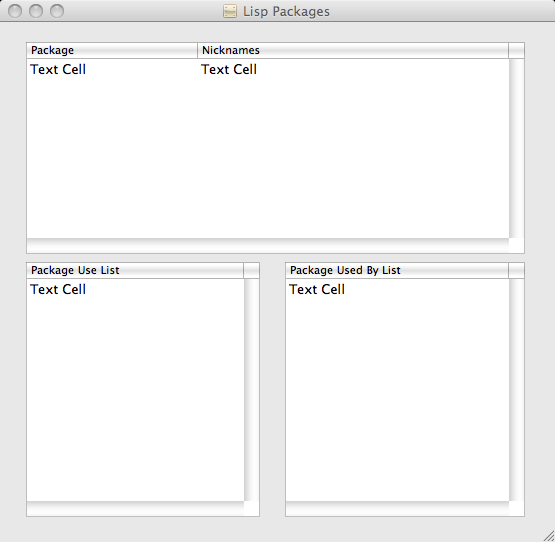 Lisp Packages
Package Nicknames
Text Cell Text Cell
Package Use List Package Used By List
Text Cell Text Cell